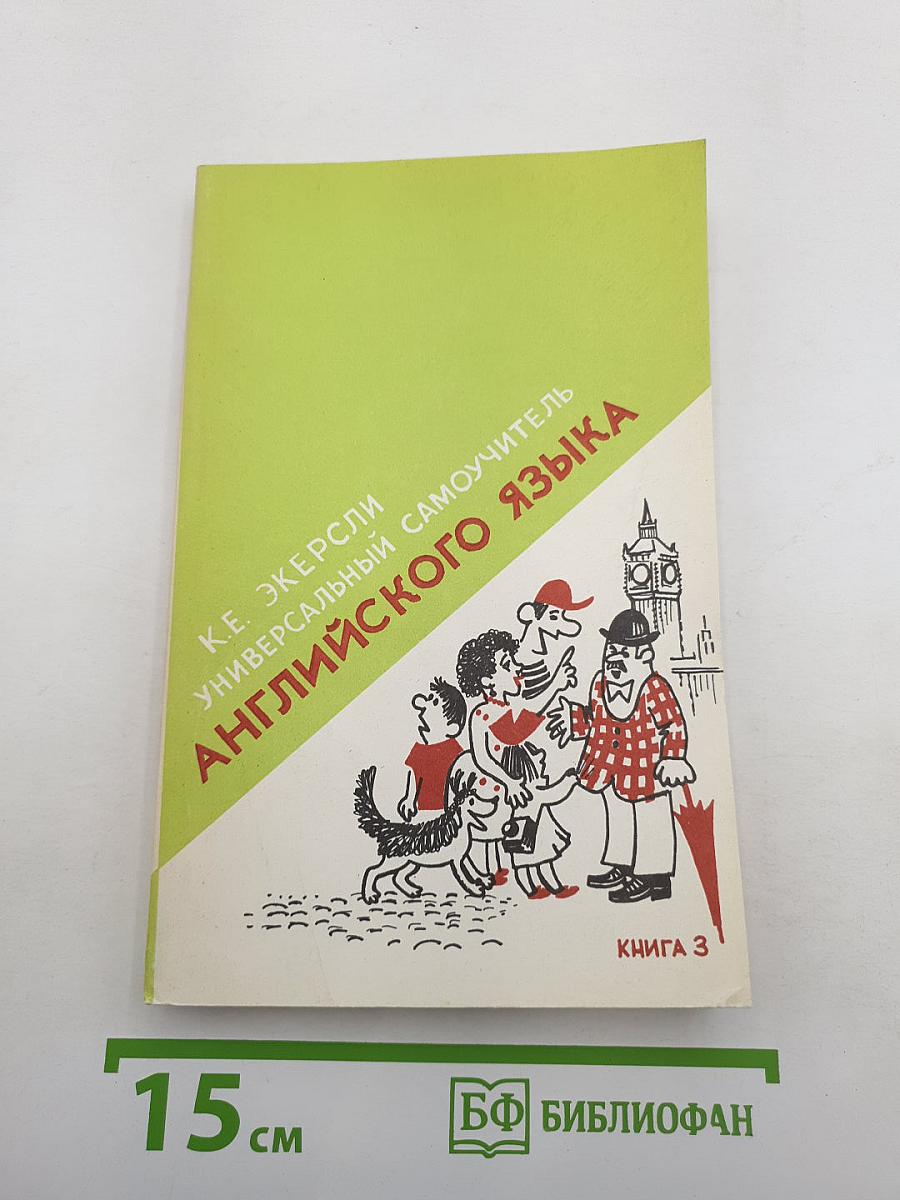 К.Е. ЭКЕРСЛИ
УНИВЕРСАЛЬНЫЙ САМОУЧИТЕЛЬ
АНГЛИЙСКОГО ЯЗЫКА
КНИГА 3
15 см
БФ БИБЛИОФАН